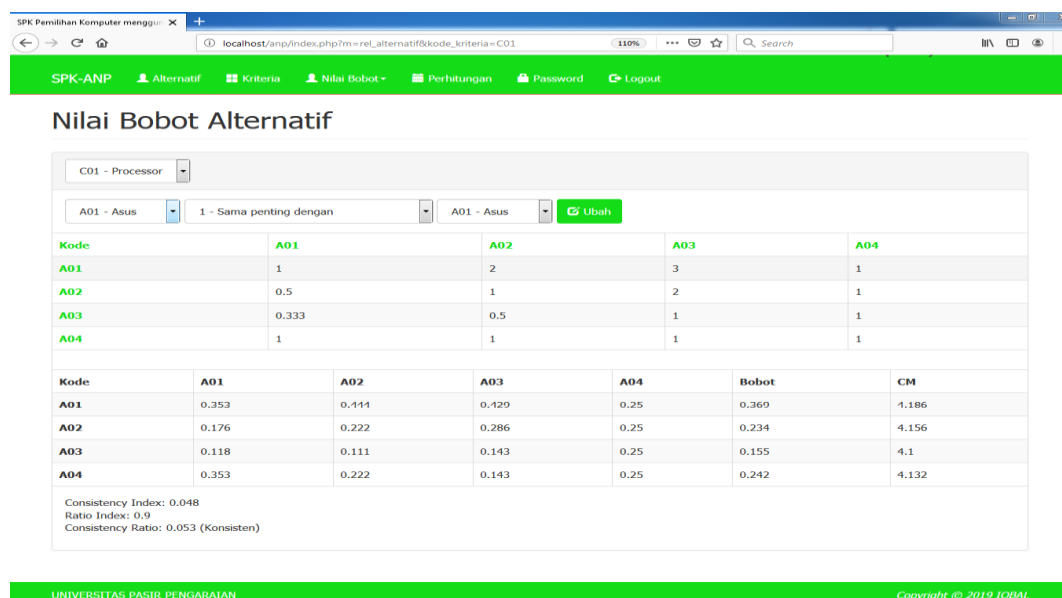 SPK Pemilihan Komputer menggun
localhost/anp/index.php?m=rel_alternatif&kode_kriteria=C01 110% Search
SPK-ANP Alternatif Kriteria Nilai Bobot Perhitungan Password Logout
Nilai Bobot Alternatif
C01 - Processor
A01 - Asus 1 - Sama penting dengan A01 - Asus Ubah
Kode A01 A02 A03 A04
A01 1 2 3 1
A02 0.5 1 2 1
A03 0.333 0.5 1 1
A04 1 1 1 1
Kode A01 A02 A03 A04 Bobot CM
A01 0.353 0.444 0.429 0.25 0.369 4.186
A02 0.176 0.222 0.286 0.25 0.234 4.156
A03 0.118 0.111 0.143 0.25 0.155 4.1
A04 0.353 0.222 0.143 0.25 0.242 4.132
Consistency Index: 0.048
Ratio Index: 0.9
Consistency Ratio: 0.053 (Konsisten)
UNIVERSITAS PASIR PENGARAIAN Copyright © 2019 IQBAL